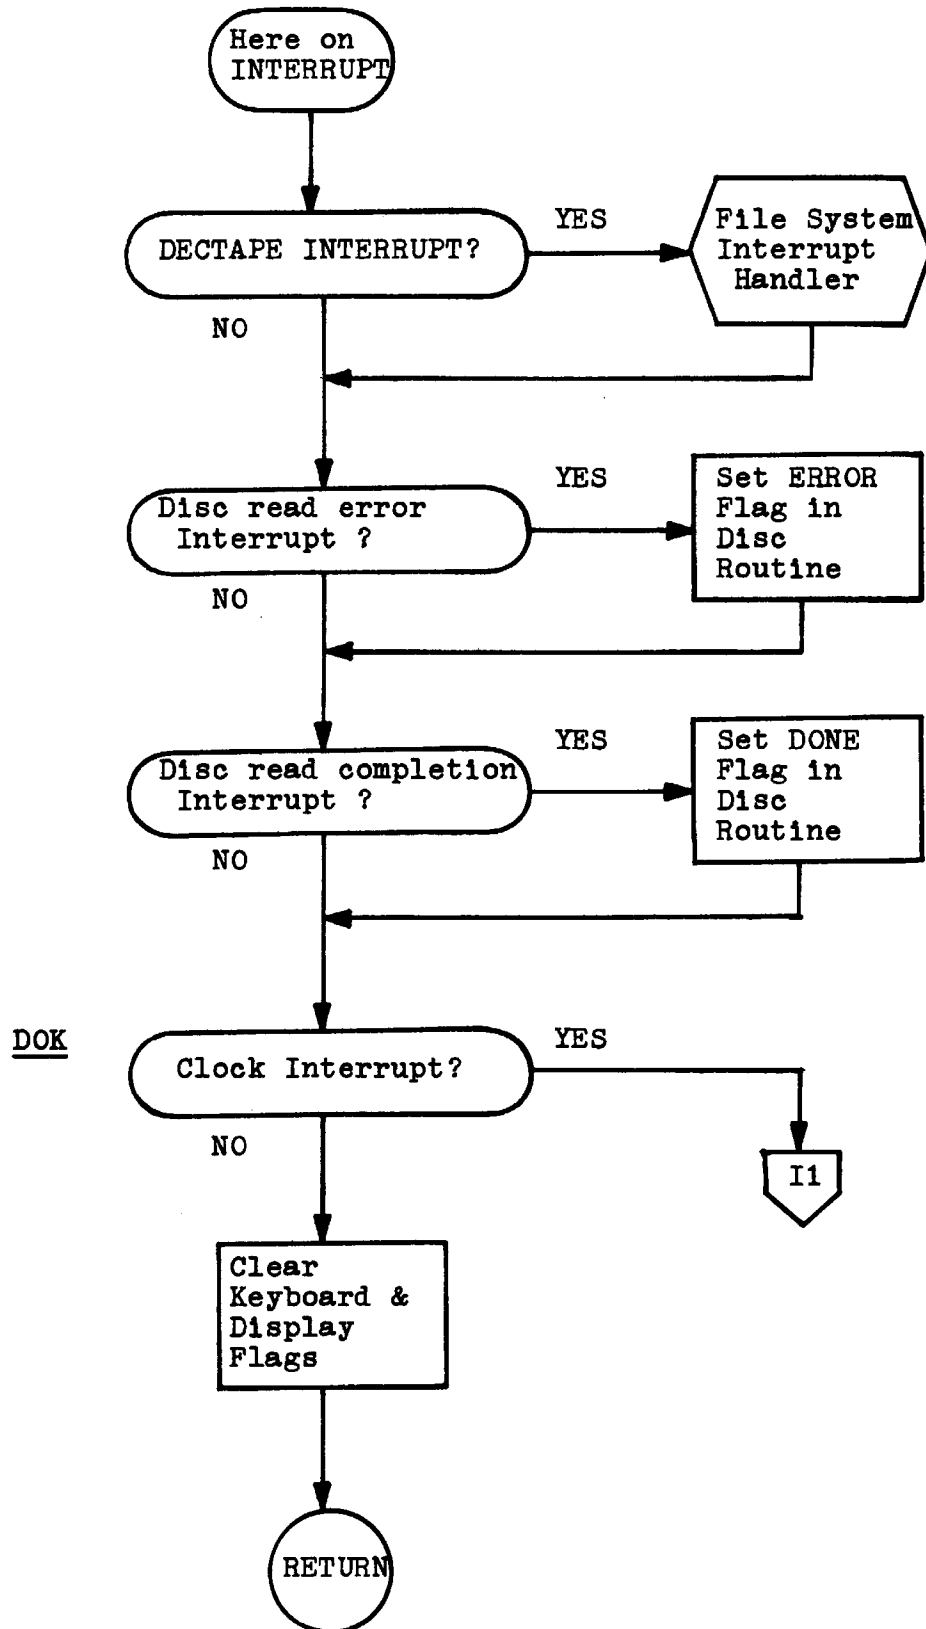 Here on
INTERRUPT
DECTAPE INTERRUPT?
YES
File System
Interrupt
Handler
NO
Disc read error
Interrupt ?
YES
Set ERROR
Flag in
Disc
Routine
NO
Disc read completion
Interrupt ?
YES
Set DONE
Flag in
Disc
Routine
NO
DOK
Clock Interrupt?
YES
NO
I1
Clear
Keyboard &
Display
Flags
RETURN